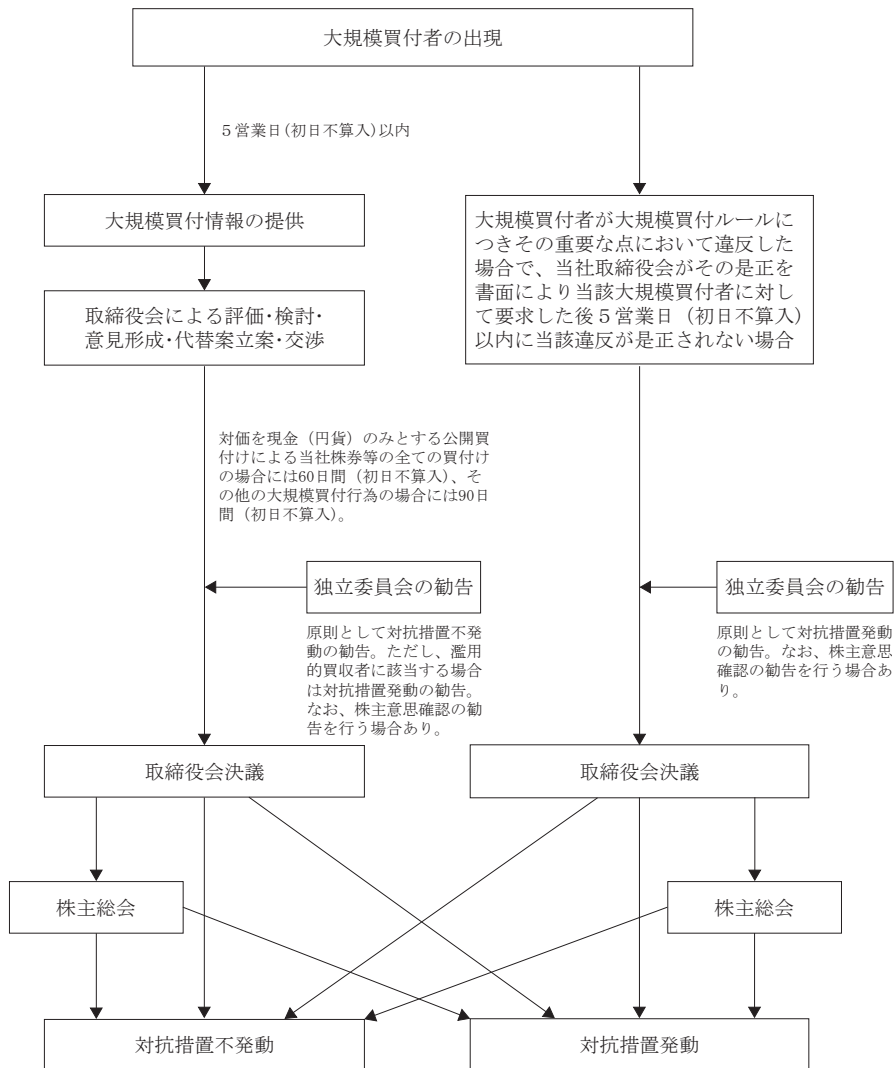 大規模買付者の出現
5営業日(初日不算入)以内
大規模買付情報の提供
取締役会による評価･検討･
意見形成･代替案立案･交渉
大規模買付者が大規模買付ルールに
つきその重要な点において違反した
場合で、当社取締役会がその是正を
書面により当該大規模買付者に対し
て要求した後5営業日（初日不算入）
以内に当該違反が是正されない場合
対価を現金（円貨）のみとする公開買
付けによる当社株券等の全ての買付け
の場合には60日間（初日不算入）、そ
の他の大規模買付行為の場合には90日
間（初日不算入）。
独立委員会の勧告
原則として対抗措置不発
動の勧告。ただし、濫用
的買収者に該当する場合
は対抗措置発動の勧告。
なお、株主意思確認の勧
告を行う場合あり。
独立委員会の勧告
原則として対抗措置発動
の勧告。なお、株主意思
確認の勧告を行う場合あ
り。
取締役会決議
取締役会決議
株主総会
株主総会
対抗措置不発動
対抗措置発動